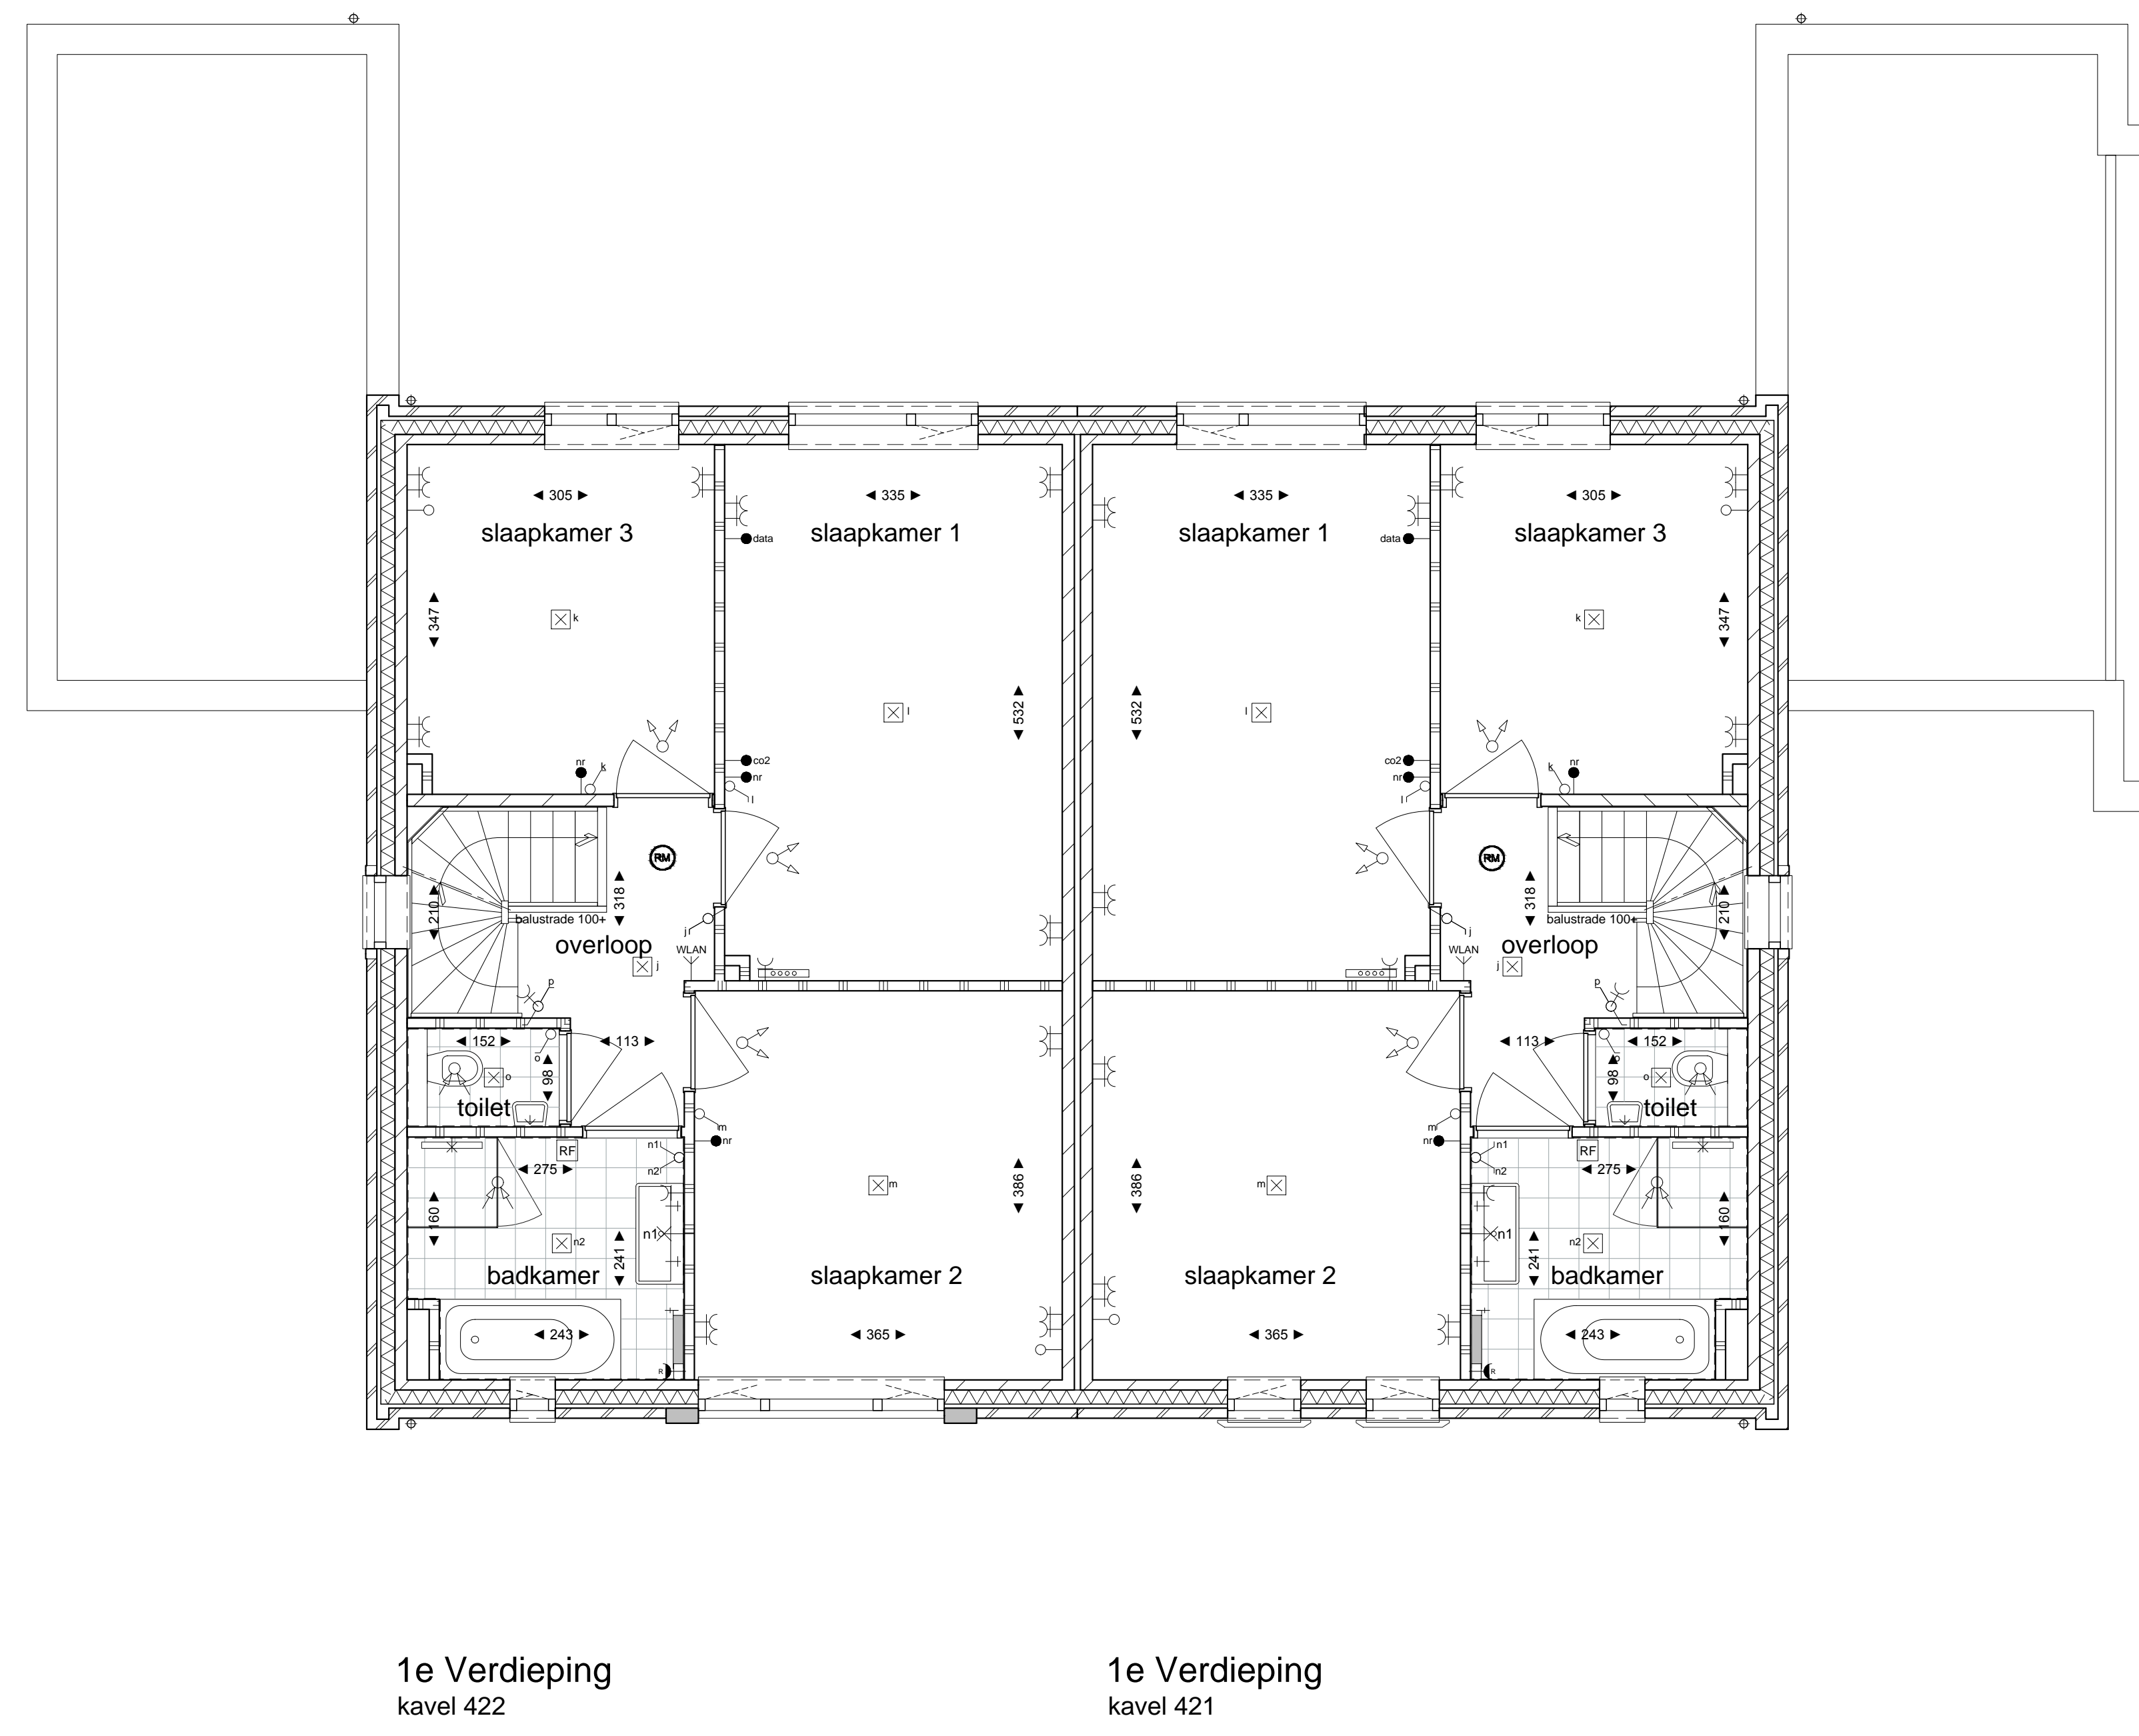 305 335 335 305
slaapkamer 3 slaapkamer 1 slaapkamer 1 slaapkamer 3
data data
347 k k 347
532 l l 532
nr k co2 co2 k nr
nr nr
l l
RM RM
210 318 318 210
balustrade 100+ balustrade 100+
j j
overloop overloop
WLAN WLAN
j j
p p
152 113 113 152
o o
98 98
o o
toilet toilet
m m
nr nr
RF n1 n1 RF
275 n2 n2 275
386 m 386 m
160 160
n1 n1
n2 n2
241 241
badkamer slaapkamer 2 slaapkamer 2 badkamer
243 365 365 243
R R
1e Verdieping 1e Verdieping
kavel 422 kavel 421